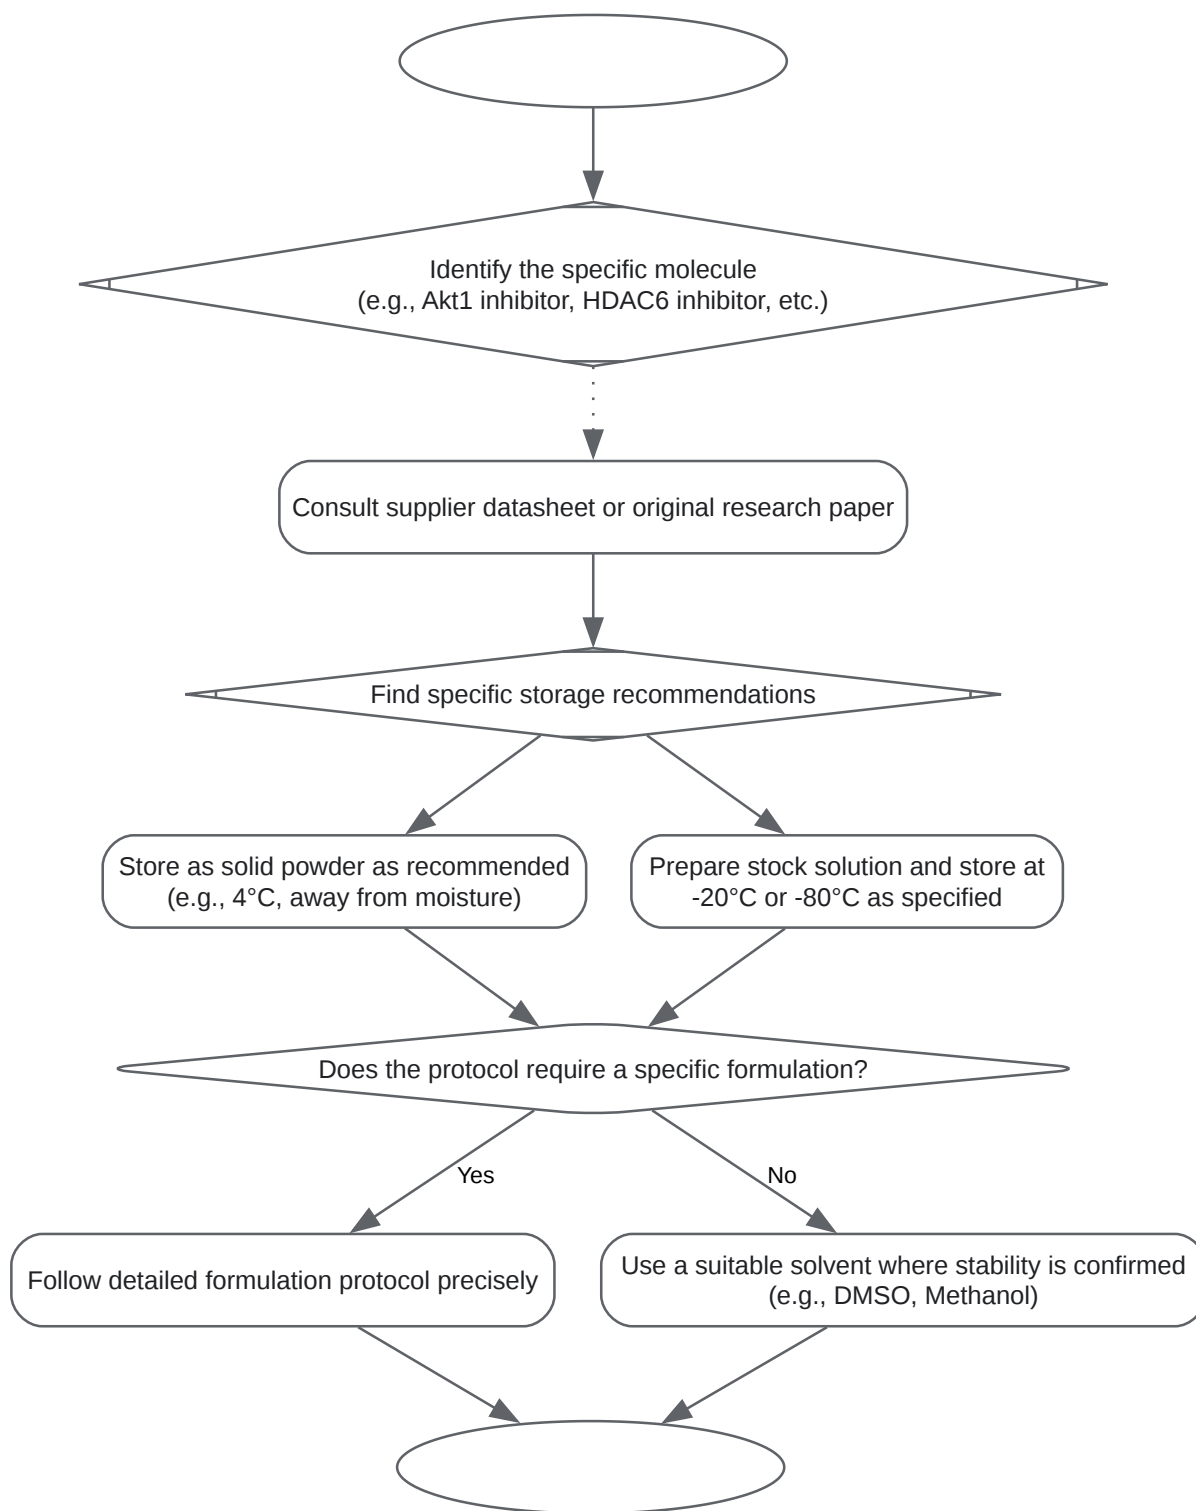 Identify the specific molecule
(e.g., Akt1 inhibitor, HDAC6 inhibitor, etc.)
Consult supplier datasheet or original research paper
Find specific storage recommendations
Store as solid powder as recommended
(e.g., 4°C, away from moisture)
Prepare stock solution and store at
-20°C or -80°C as specified
Does the protocol require a specific formulation?
Yes
No
Follow detailed formulation protocol precisely
Use a suitable solvent where stability is confirmed
(e.g., DMSO, Methanol)